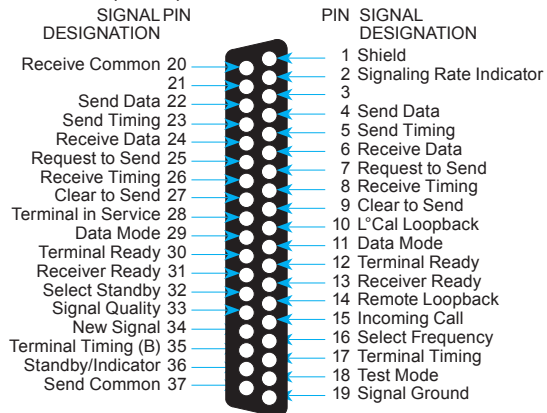 SIGNAL PIN
DESIGNATION
Receive Common 20
21
Send Data 22
Send Timing 23
Receive Data 24
Request to Send 25
Receive Timing 26
Clear to Send 27
Terminal in Service 28
Data Mode 29
Terminal Ready 30
Receiver Ready 31
Select Standby 32
Signal Quality 33
New Signal 34
Terminal Timing (B) 35
Standby/Indicator 36
Send Common 37
PIN SIGNAL
DESIGNATION
1 Shield
2 Signaling Rate Indicator
3
4 Send Data
5 Send Timing
6 Receive Data
7 Request to Send
8 Receive Timing
9 Clear to Send
10 L°Cal Loopback
11 Data Mode
12 Terminal Ready
13 Receiver Ready
14 Remote Loopback
15 Incoming Call
16 Select Frequency
17 Terminal Timing
18 Test Mode
19 Signal Ground